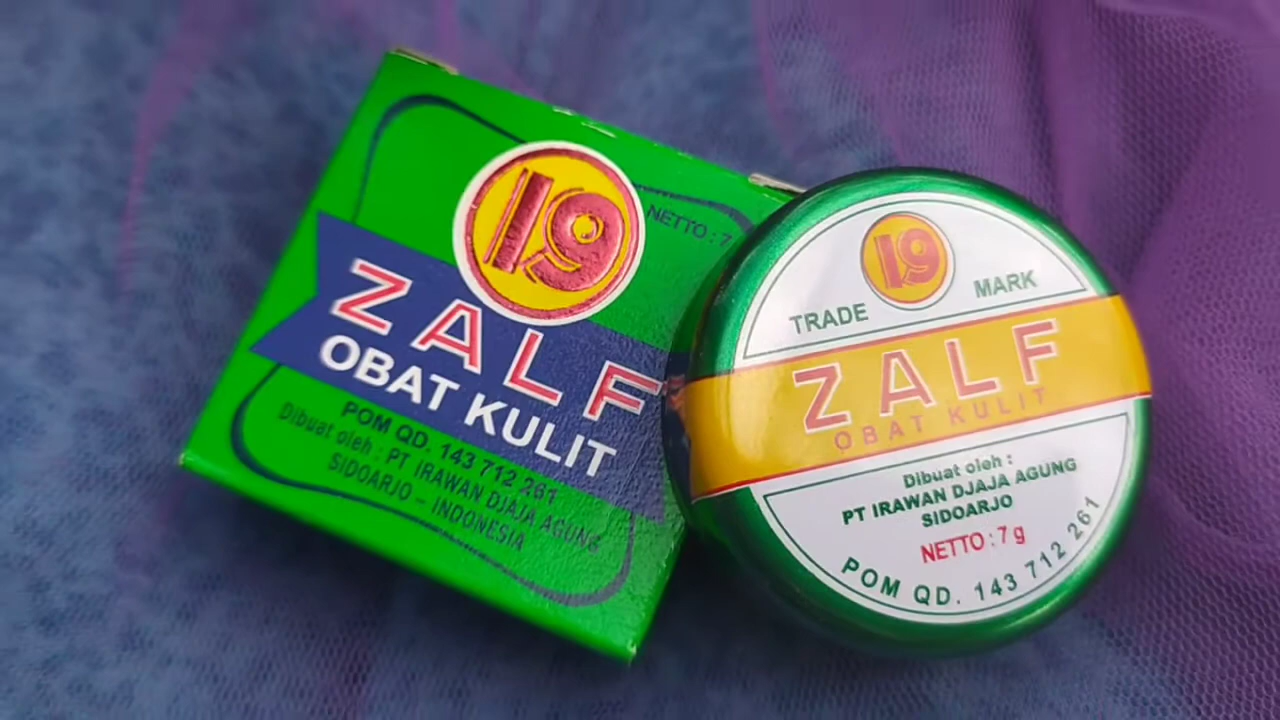 19
NETTO : 7
ZALF
OBAT KULIT
POM QD. 143 712 261
Dibuat oleh : PT IRAWAN DJAJA AGUNG
SIDOARJO – INDONESIA
19
TRADE MARK
ZALF
OBAT KULIT
Dibuat oleh :
PT IRAWAN DJAJA AGUNG
SIDOARJO
NETTO : 7 g
POM QD. 143 712 261